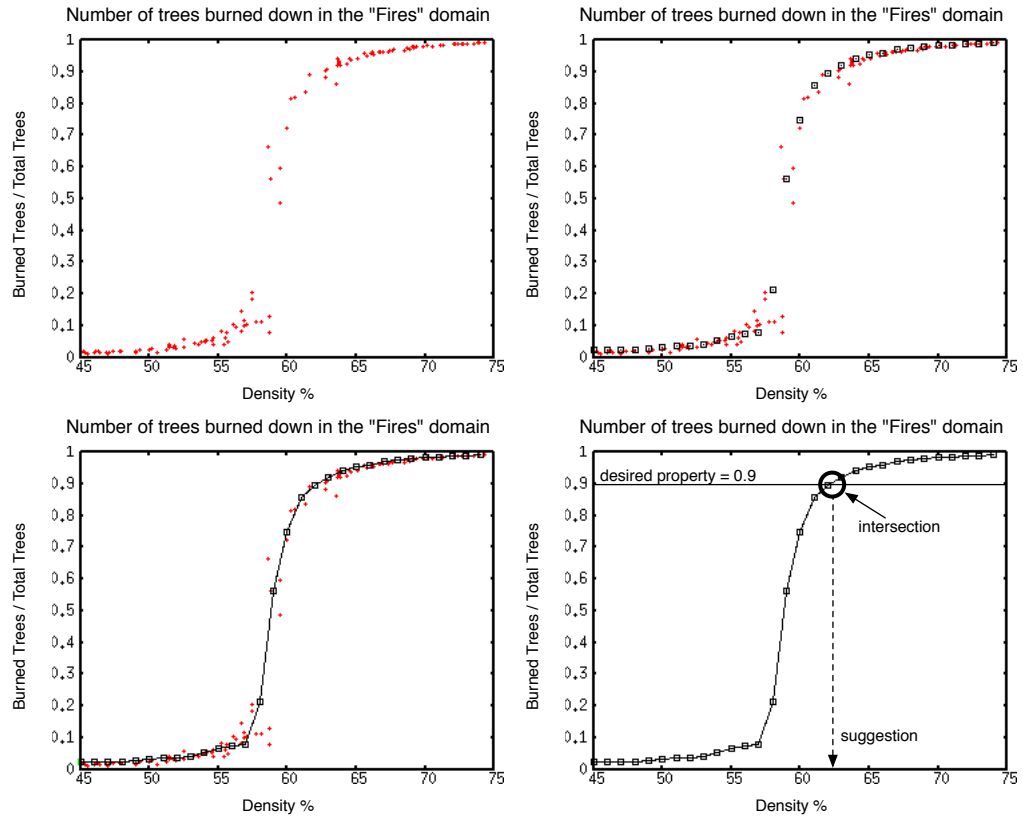 Number of trees burned down in the "Fires" domain
1
0.9
0.8
0.7
0.6
0.5
0.4
0.3
0.2
0.1
0
45 50 55 60 65 70 75
Burned Trees / Total Trees
Density %
Number of trees burned down in the "Fires" domain
1
0.9
0.8
0.7
0.6
0.5
0.4
0.3
0.2
0.1
0
45 50 55 60 65 70 75
Burned Trees / Total Trees
Density %
Number of trees burned down in the "Fires" domain
1
0.9
0.8
0.7
0.6
0.5
0.4
0.3
0.2
0.1
0
45 50 55 60 65 70 75
Burned Trees / Total Trees
Density %
Number of trees burned down in the "Fires" domain
1
0.9
0.8
0.7
0.6
0.5
0.4
0.3
0.2
0.1
0
45 50 55 60 65 70 75
Burned Trees / Total Trees
Density %
desired property = 0.9
intersection
suggestion